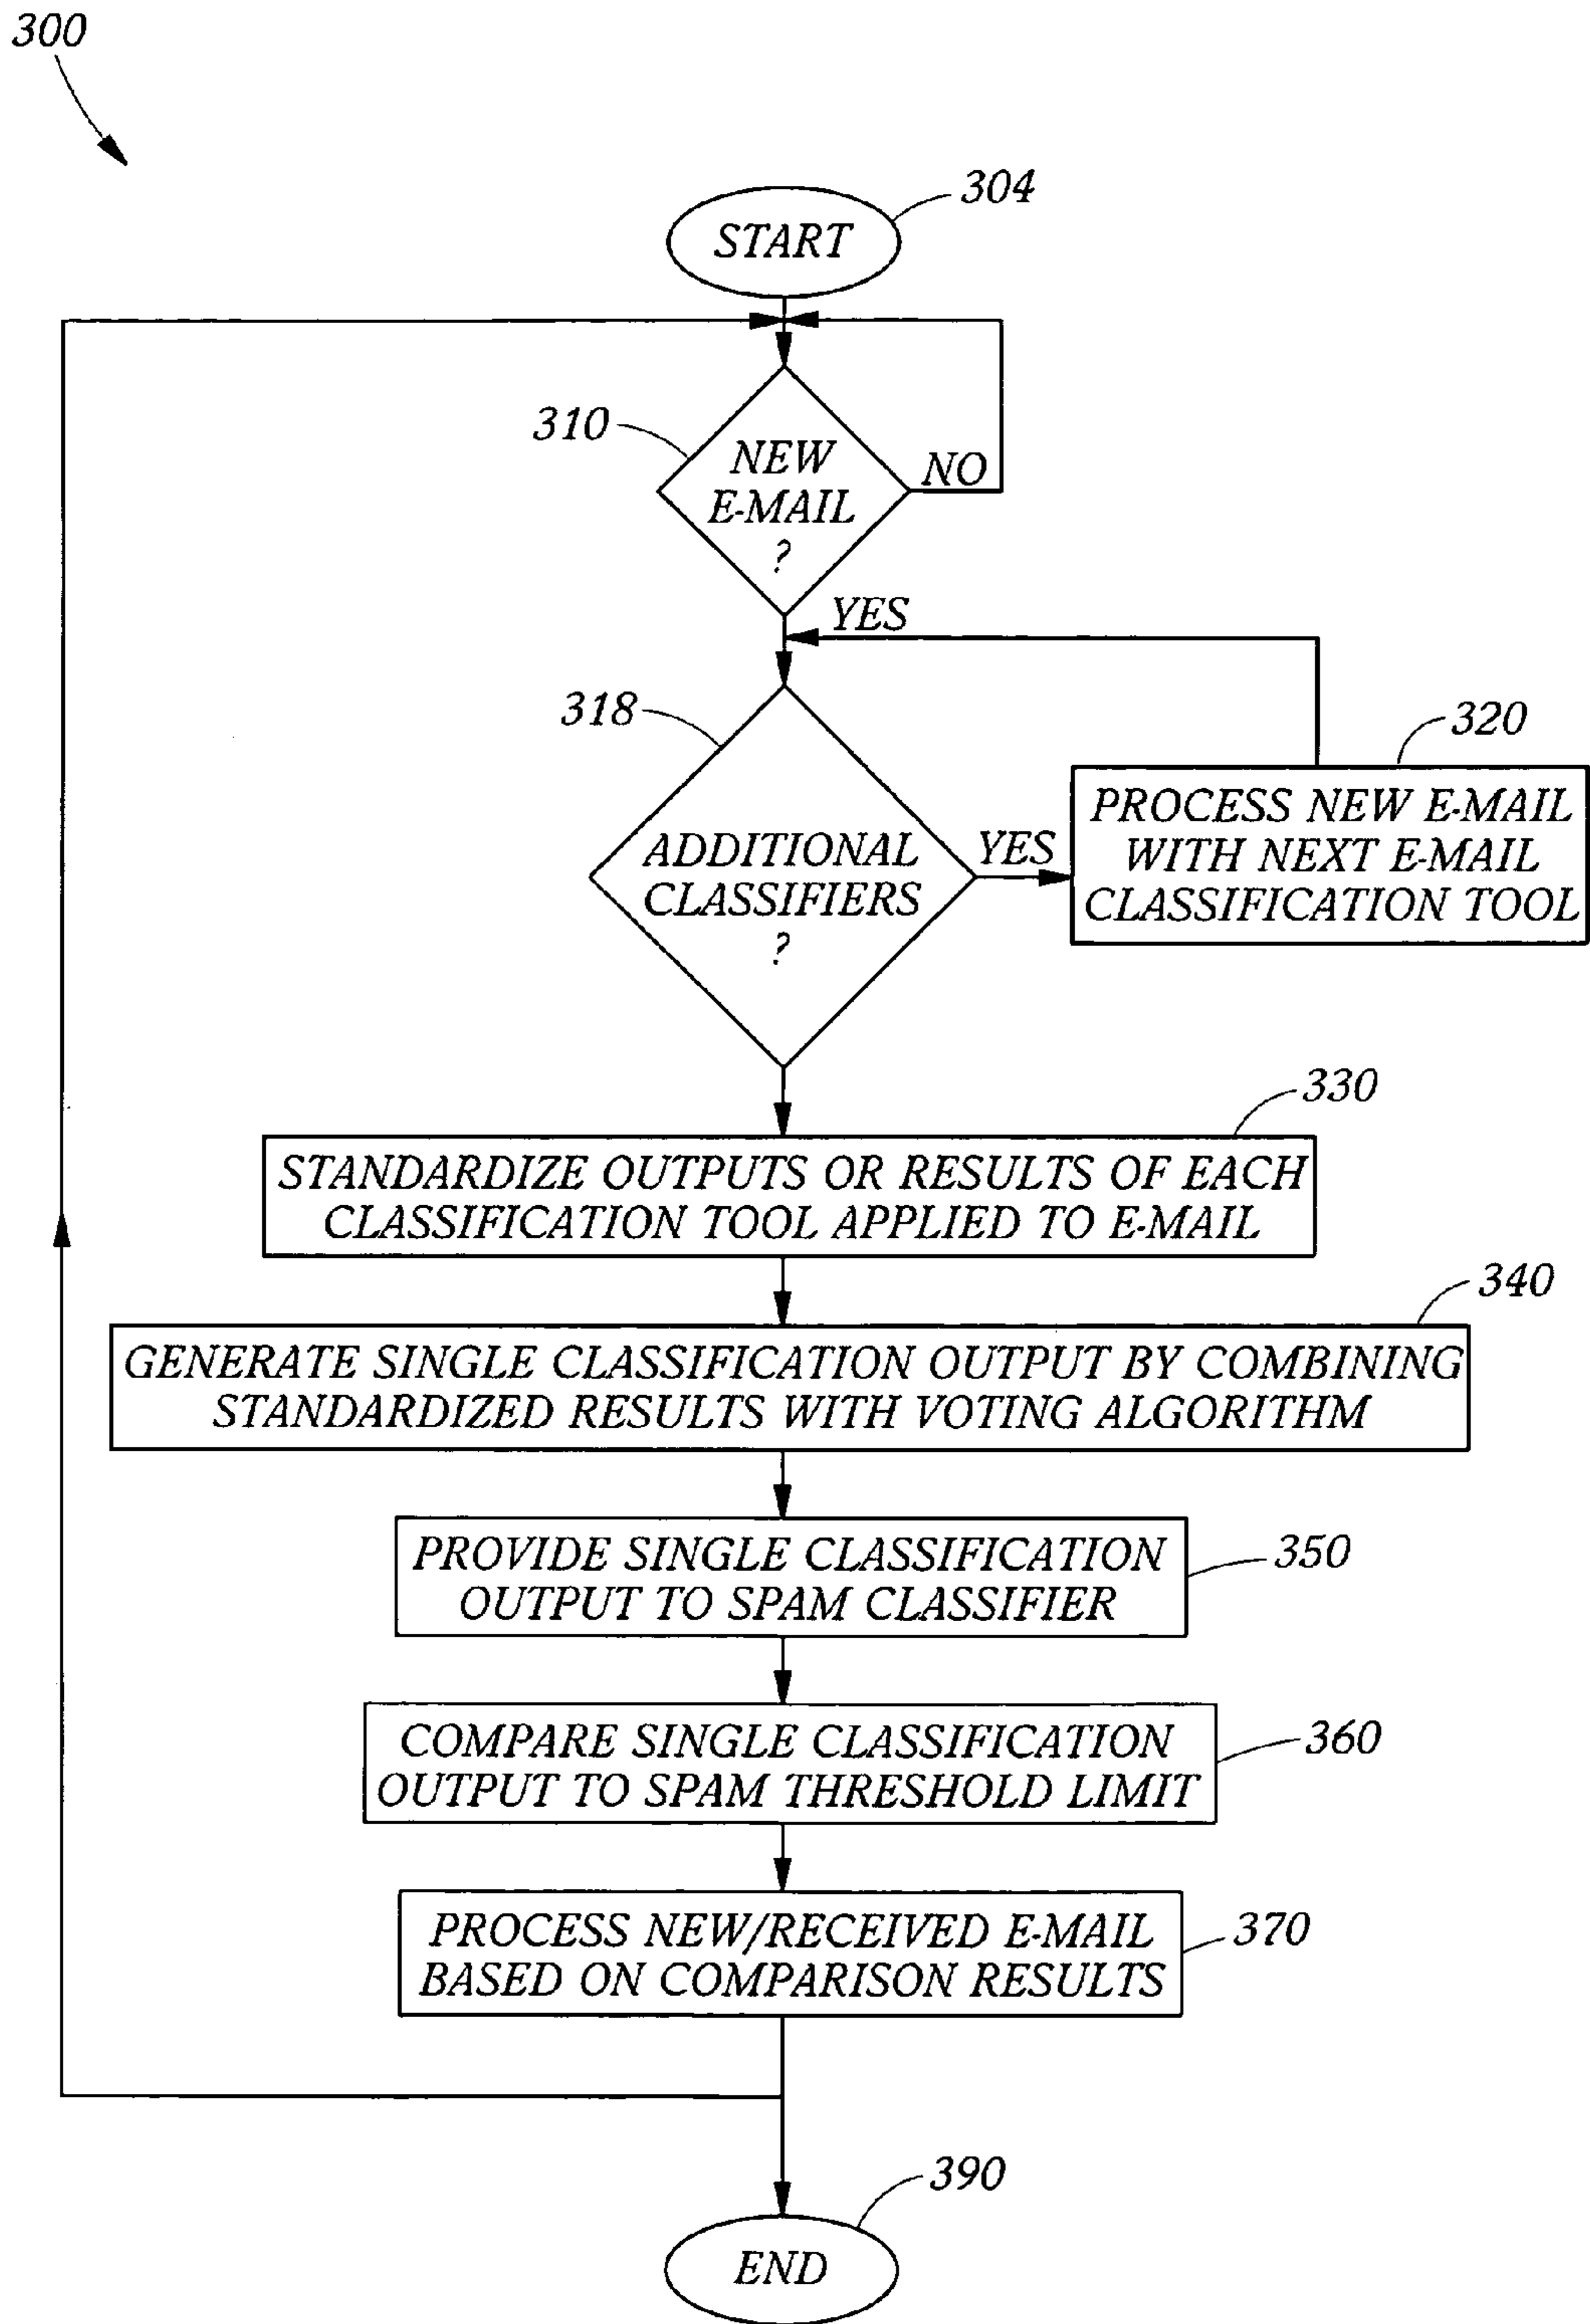 300
304
START
310
NEW
E-MAIL
?
NO
YES
318
ADDITIONAL
CLASSIFIERS
?
YES
320
PROCESS NEW E-MAIL
WITH NEXT E-MAIL
CLASSIFICATION TOOL
330
STANDARDIZE OUTPUTS OR RESULTS OF EACH
CLASSIFICATION TOOL APPLIED TO E-MAIL
340
GENERATE SINGLE CLASSIFICATION OUTPUT BY COMBINING
STANDARDIZED RESULTS WITH VOTING ALGORITHM
350
PROVIDE SINGLE CLASSIFICATION
OUTPUT TO SPAM CLASSIFIER
360
COMPARE SINGLE CLASSIFICATION
OUTPUT TO SPAM THRESHOLD LIMIT
370
PROCESS NEW/RECEIVED E-MAIL
BASED ON COMPARISON RESULTS
390
END